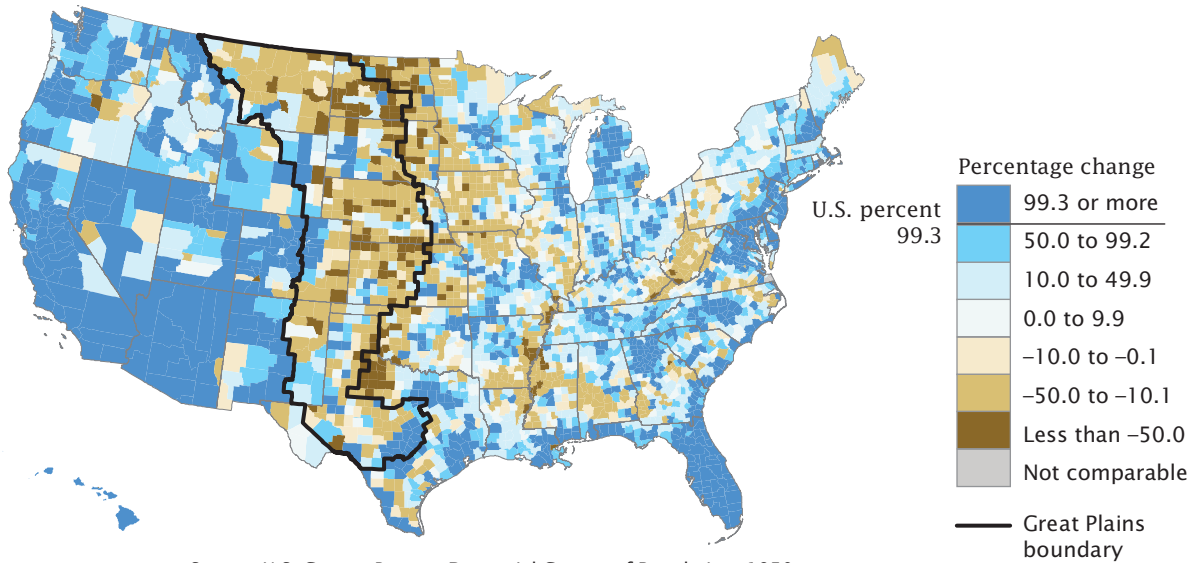 Percentage change
U.S. percent
99.3
99.3 or more
50.0 to 99.2
10.0 to 49.9
0.0 to 9.9
–10.0 to –0.1
–50.0 to –10.1
Less than –50.0
Not comparable
Great Plains
boundary